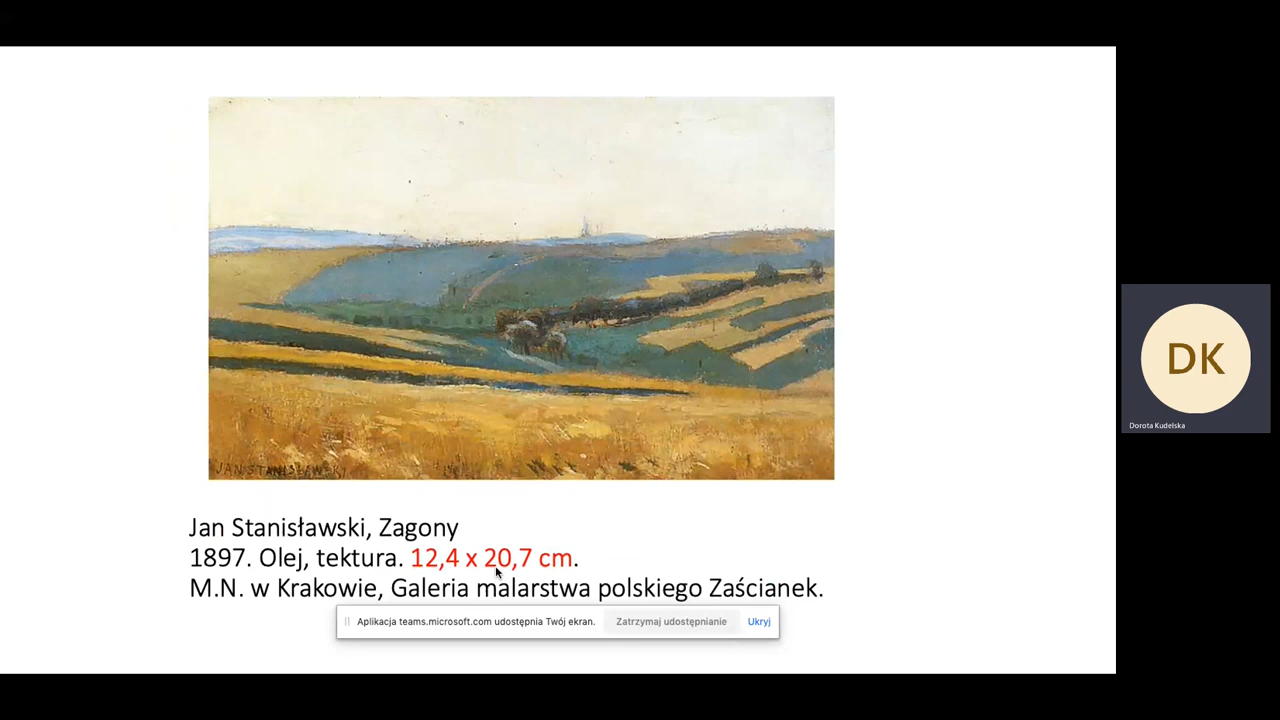 JAN STANISŁAWSKI
Jan Stanisławski, Zagony
1897. Olej, tektura. 12,4 x 20,7 cm.
M.N. w Krakowie, Galeria malarstwa polskiego Zaścianek.
Aplikacja teams.microsoft.com udostępnia Twój ekran. Zatrzymaj udostępnianie Ukryj
DK
Dorota Kudelska